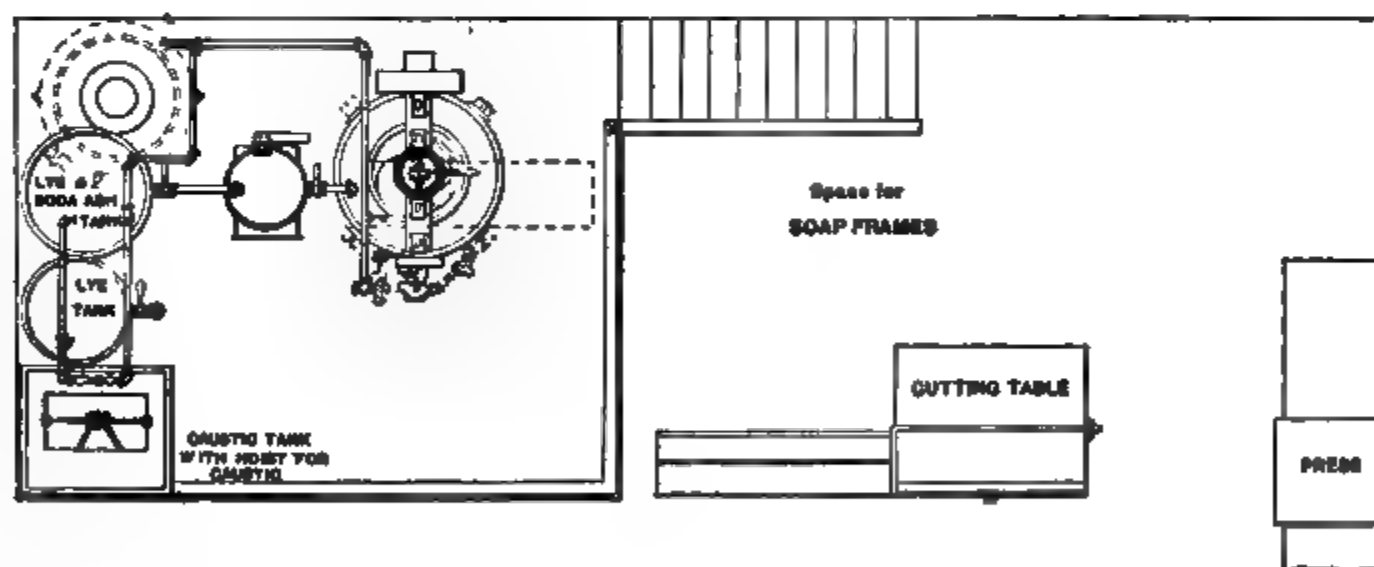 LYE &
SODA ASH
TANK
LYE
TANK
CAUSTIC TANK
WITH HOIST FOR
CAUSTIC
Space for
SOAP FRAMES
CUTTING TABLE
PRESS